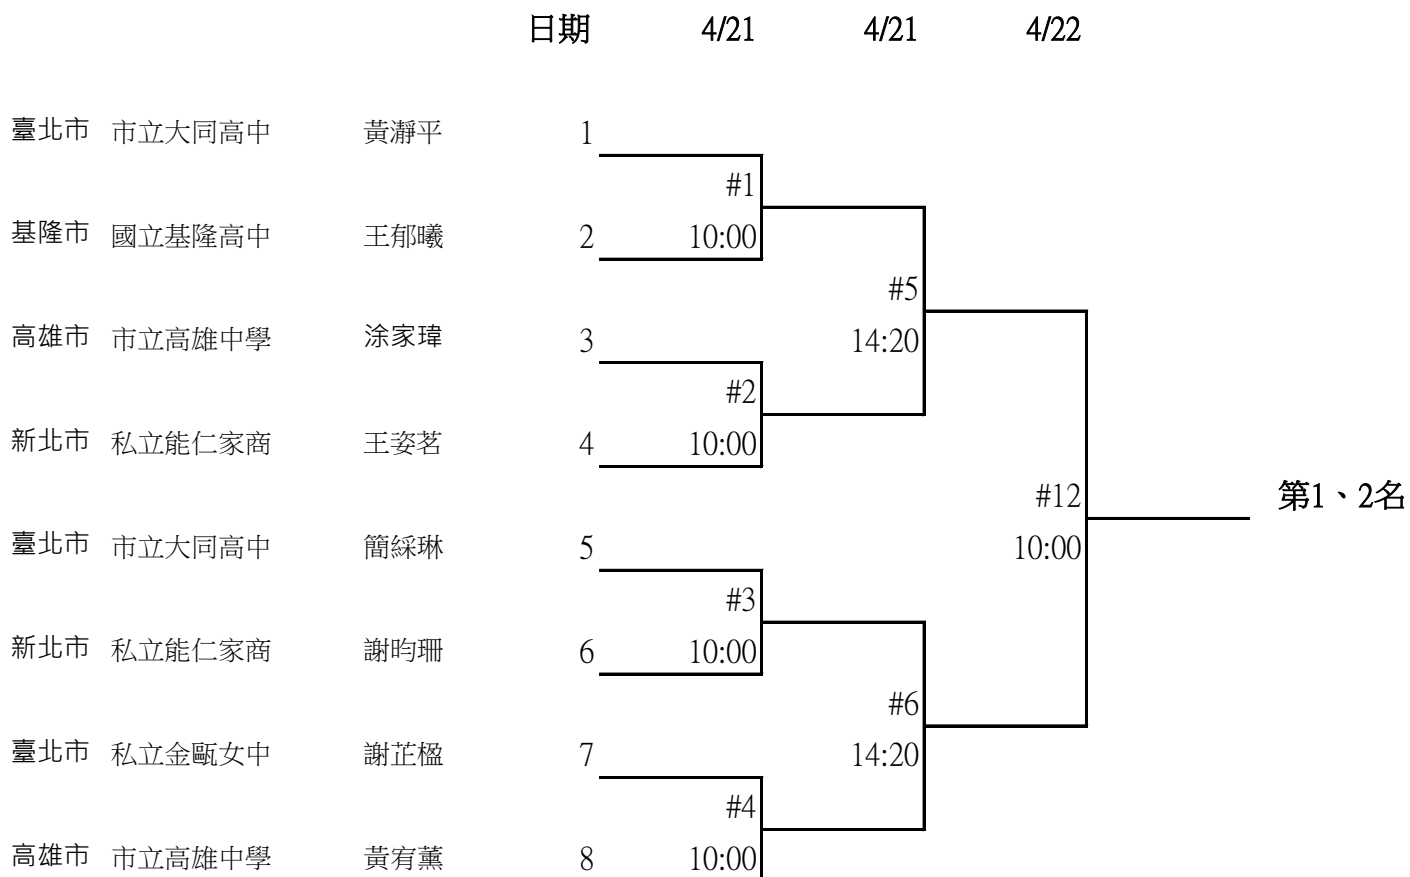 日期 4/21 4/21 4/22
臺北市 市立大同高中 黃瀞平 1
#1
基隆市 國立基隆高中 王郁曦 2 10:00
#5
高雄市 市立高雄中學 涂家瑋 3 14:20
#2
新北市 私立能仁家商 王姿茗 4 10:00
#12 第1、2名
臺北市 市立大同高中 簡綵琳 5 10:00
#3
新北市 私立能仁家商 謝昀珊 6 10:00
#6
臺北市 私立金甌女中 謝芷楹 7 14:20
#4
高雄市 市立高雄中學 黃宥薰 8 10:00